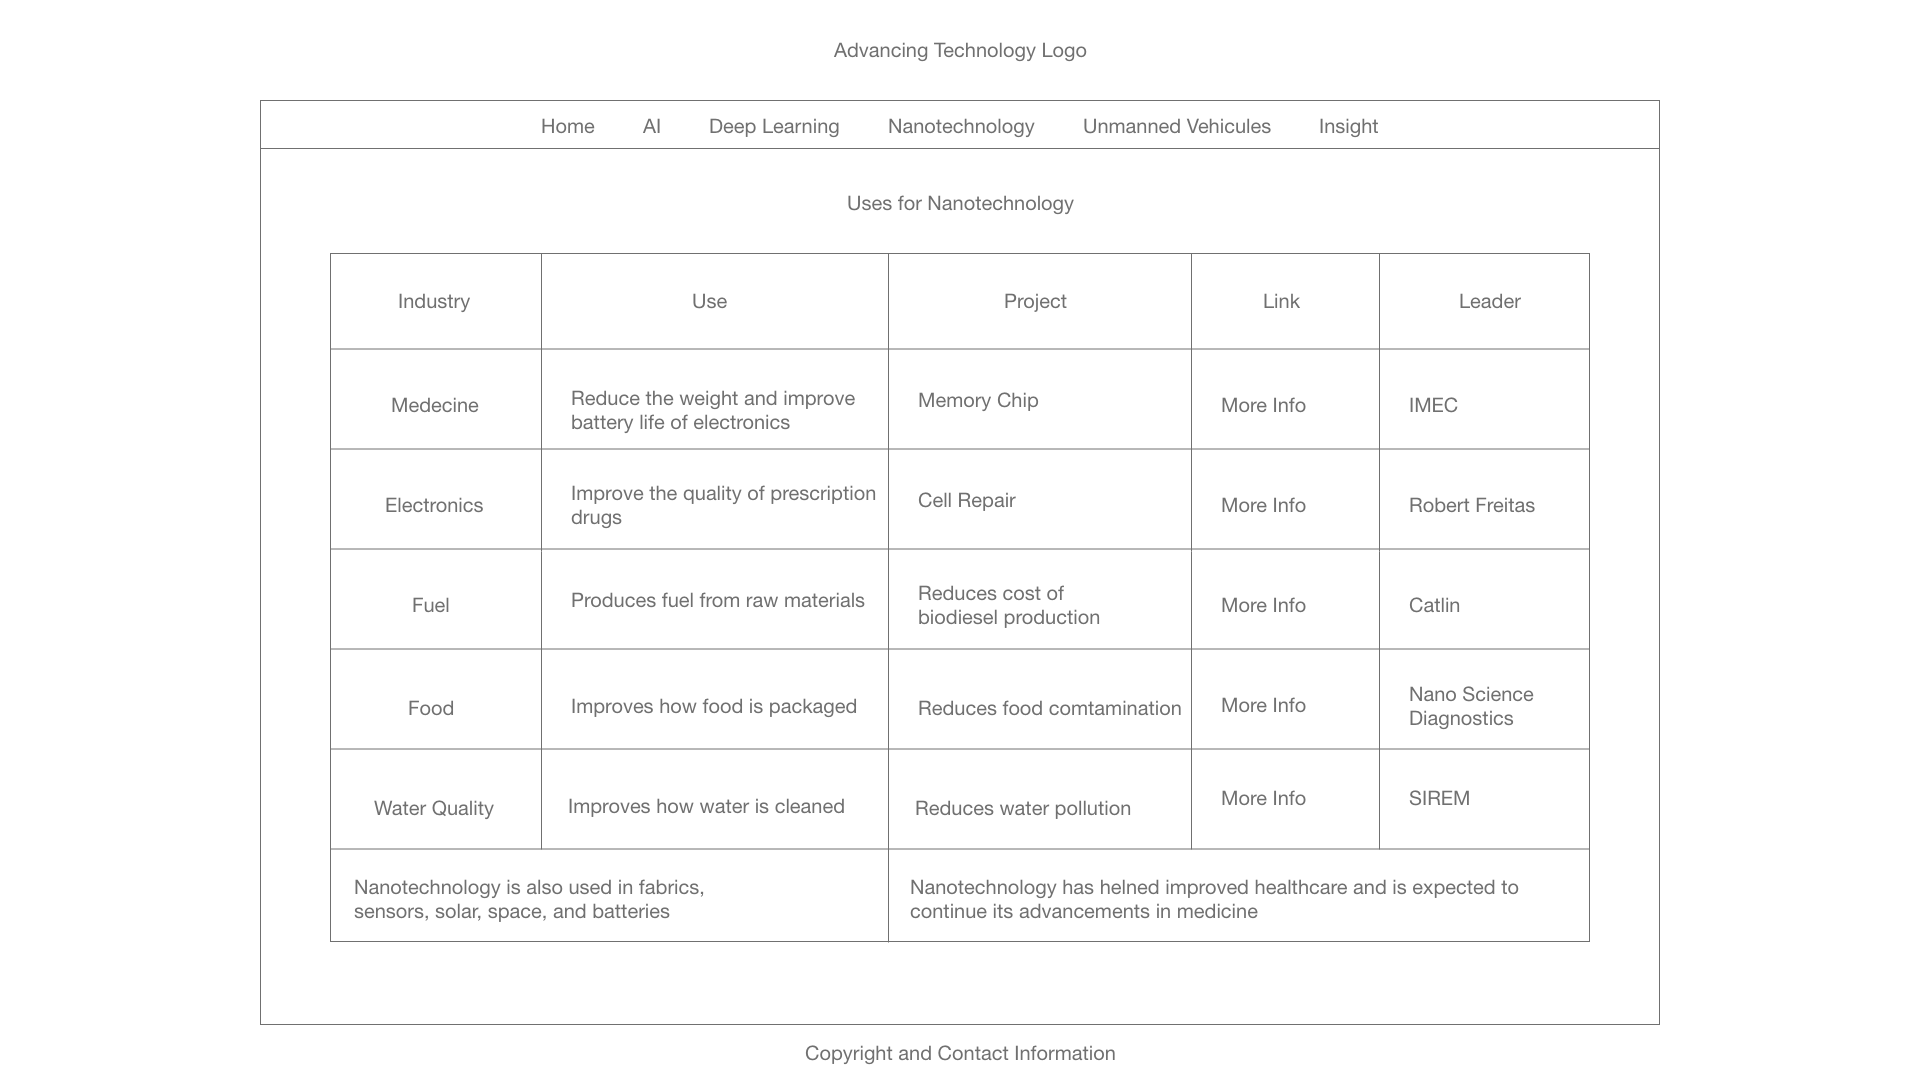 Advancing Technology Logo
Home AI Deep Learning Nanotechnology Unmanned Vehicules Insight
Uses for Nanotechnology
Industry Use Project Link Leader
Medecine
Reduce the weight and improve
battery life of electronics
Memory Chip
More Info
IMEC
Electronics
Improve the quality of prescription
drugs
Cell Repair
More Info
Robert Freitas
Fuel
Produces fuel from raw materials
Reduces cost of
biodiesel production
More Info
Catlin
Food
Improves how food is packaged
Reduces food comtamination
More Info
Nano Science
Diagnostics
Water Quality
Improves how water is cleaned
Reduces water pollution
More Info
SIREM
Nanotechnology is also used in fabrics,
sensors, solar, space, and batteries
Nanotechnology has helned improved healthcare and is expected to
continue its advancements in medicine
Copyright and Contact Information